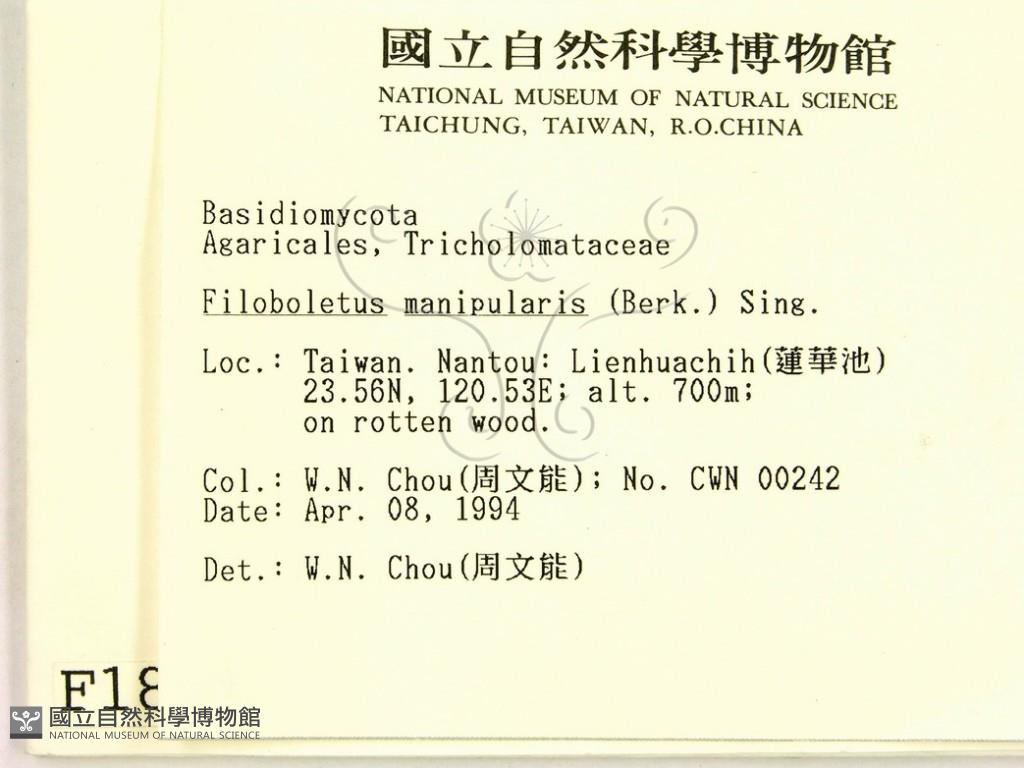 國立自然科學博物館
NATIONAL MUSEUM OF NATURAL SCIENCE
TAICHUNG, TAIWAN, R.O.CHINA
Basidiomycota
Agaricales, Tricholomataceae
Filoboletus manipularis (Berk.) Sing.
Loc.: Taiwan. Nantou: Lienhuachih(蓮華池)
23.56N, 120.53E; alt. 700m;
on rotten wood.
Col.: W.N. Chou(周文能); No. CWN 00242
Date: Apr. 08, 1994
Det.: W.N. Chou(周文能)
F18
國立自然科學博物館
NATIONAL MUSEUM OF NATURAL SCIENCE